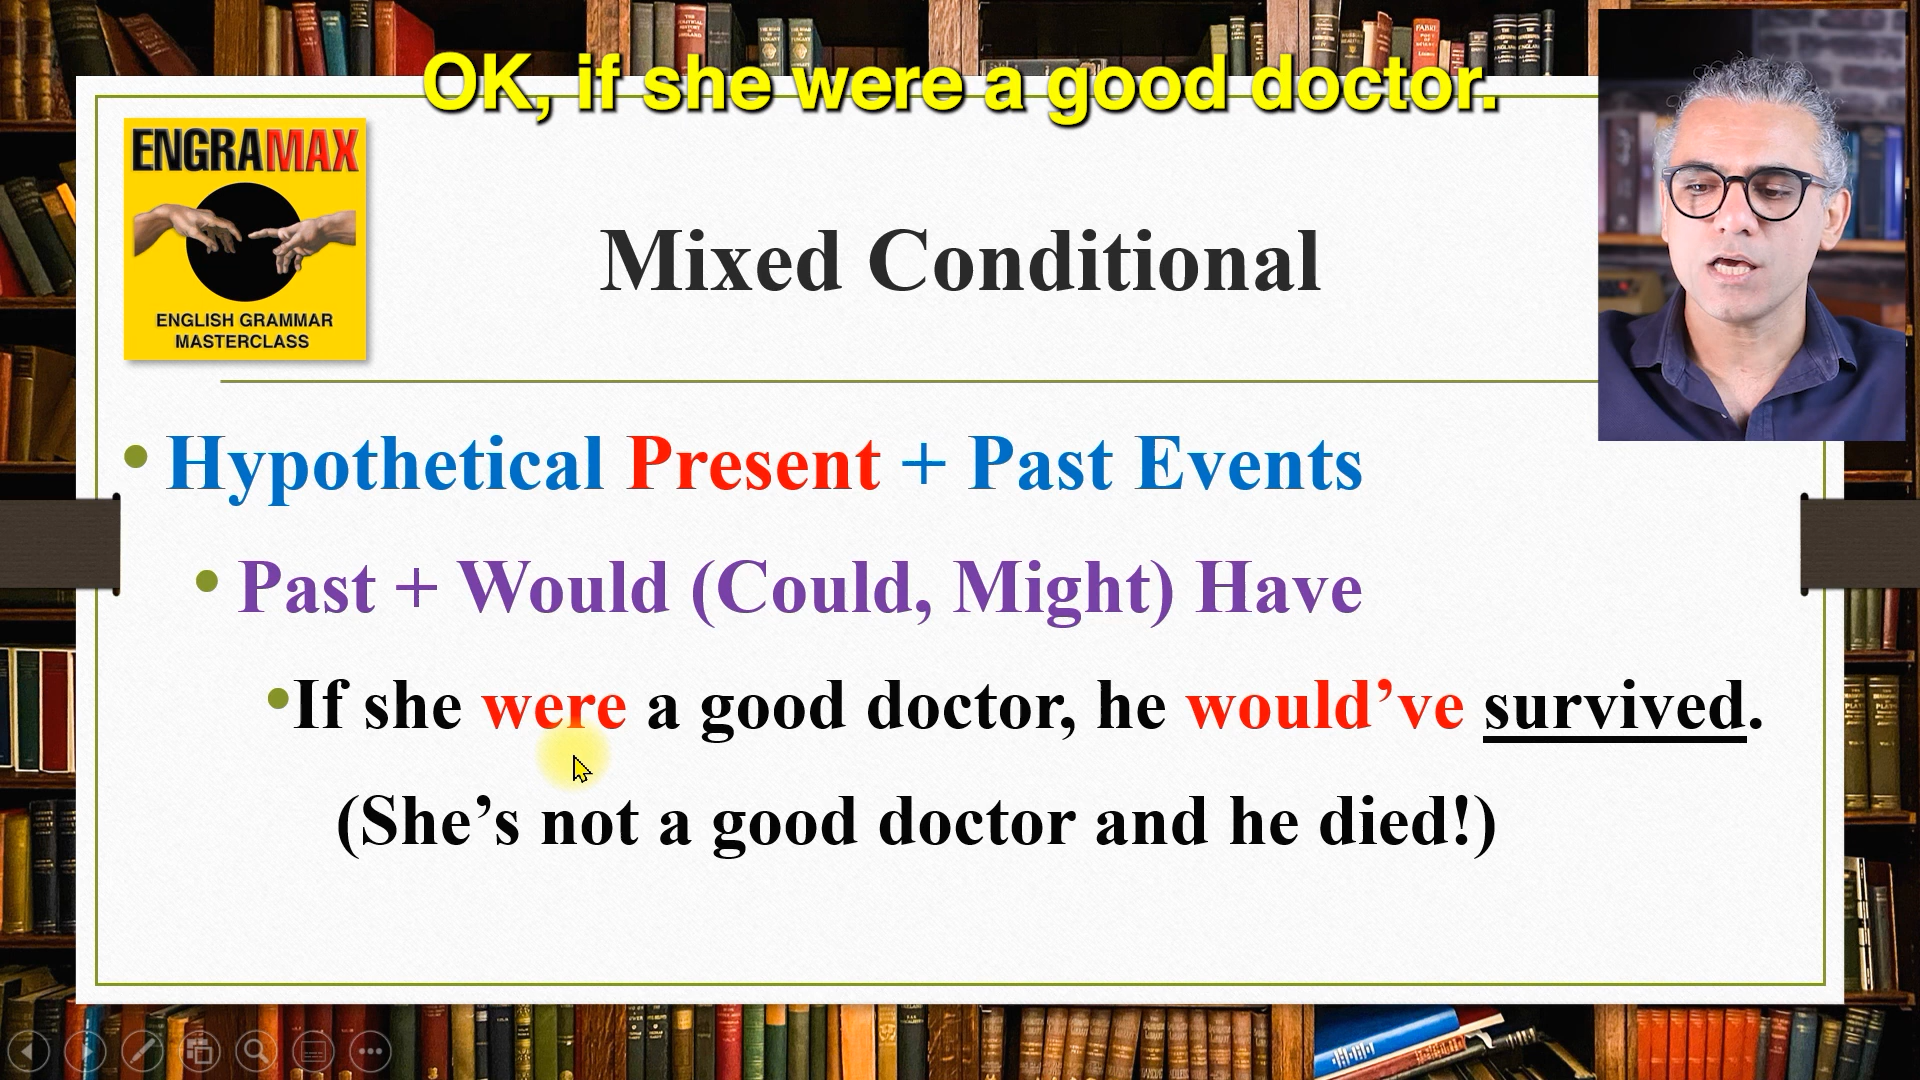 OK, if she were a good doctor.
ENGRAMAX
ENGLISH GRAMMAR
MASTERCLASS
Mixed Conditional
• Hypothetical Present + Past Events
• Past + Would (Could, Might) Have
•If she were a good doctor, he would’ve survived.
(She’s not a good doctor and he died!)